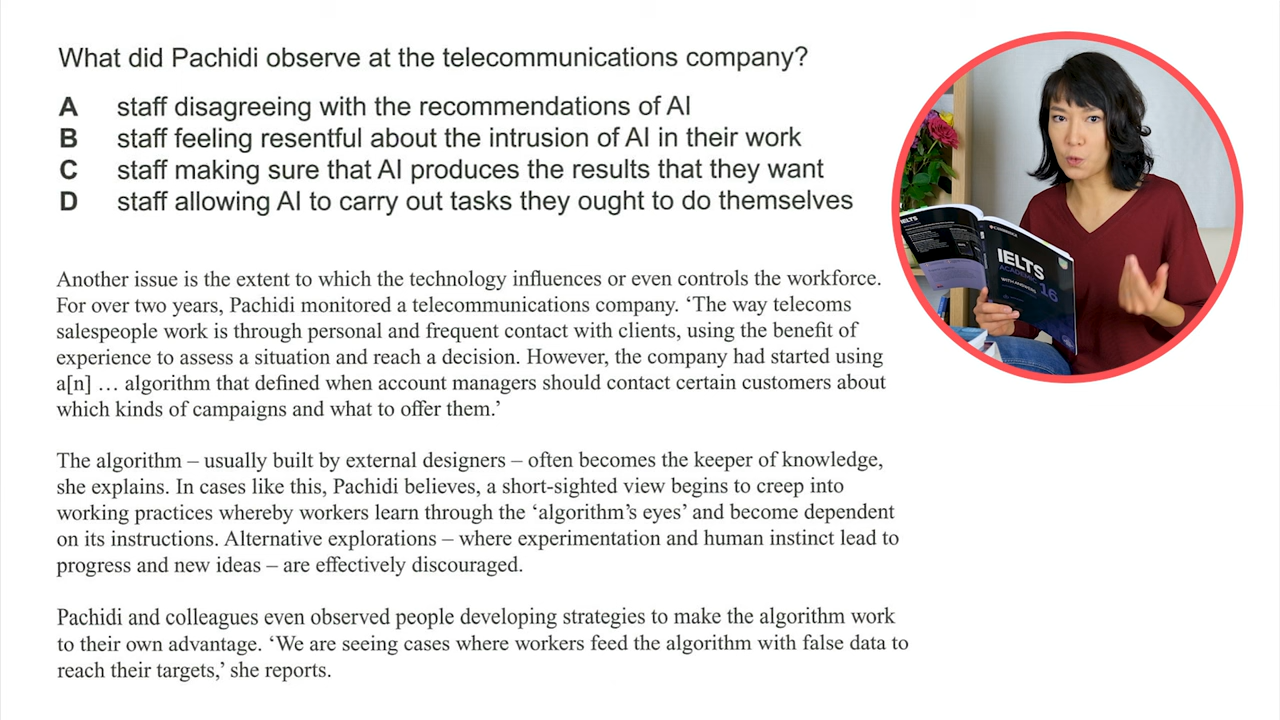 What did Pachidi observe at the telecommunications company?
A staff disagreeing with the recommendations of AI
B staff feeling resentful about the intrusion of AI in their work
C staff making sure that AI produces the results that they want
D staff allowing AI to carry out tasks they ought to do themselves
Another issue is the extent to which the technology influences or even controls the workforce.
For over two years, Pachidi monitored a telecommunications company. ‘The way telecoms
salespeople work is through personal and frequent contact with clients, using the benefit of
experience to assess a situation and reach a decision. However, the company had started using
a[n] … algorithm that defined when account managers should contact certain customers about
which kinds of campaigns and what to offer them.’
The algorithm – usually built by external designers – often becomes the keeper of knowledge,
she explains. In cases like this, Pachidi believes, a short-sighted view begins to creep into
working practices whereby workers learn through the ‘algorithm’s eyes’ and become dependent
on its instructions. Alternative explorations – where experimentation and human instinct lead to
progress and new ideas – are effectively discouraged.
Pachidi and colleagues even observed people developing strategies to make the algorithm work
to their own advantage. ‘We are seeing cases where workers feed the algorithm with false data to
reach their targets,’ she reports.
IELTS
CAMBRIDGE
IELTS
ACADEMIC
16
WITH ANSWERS